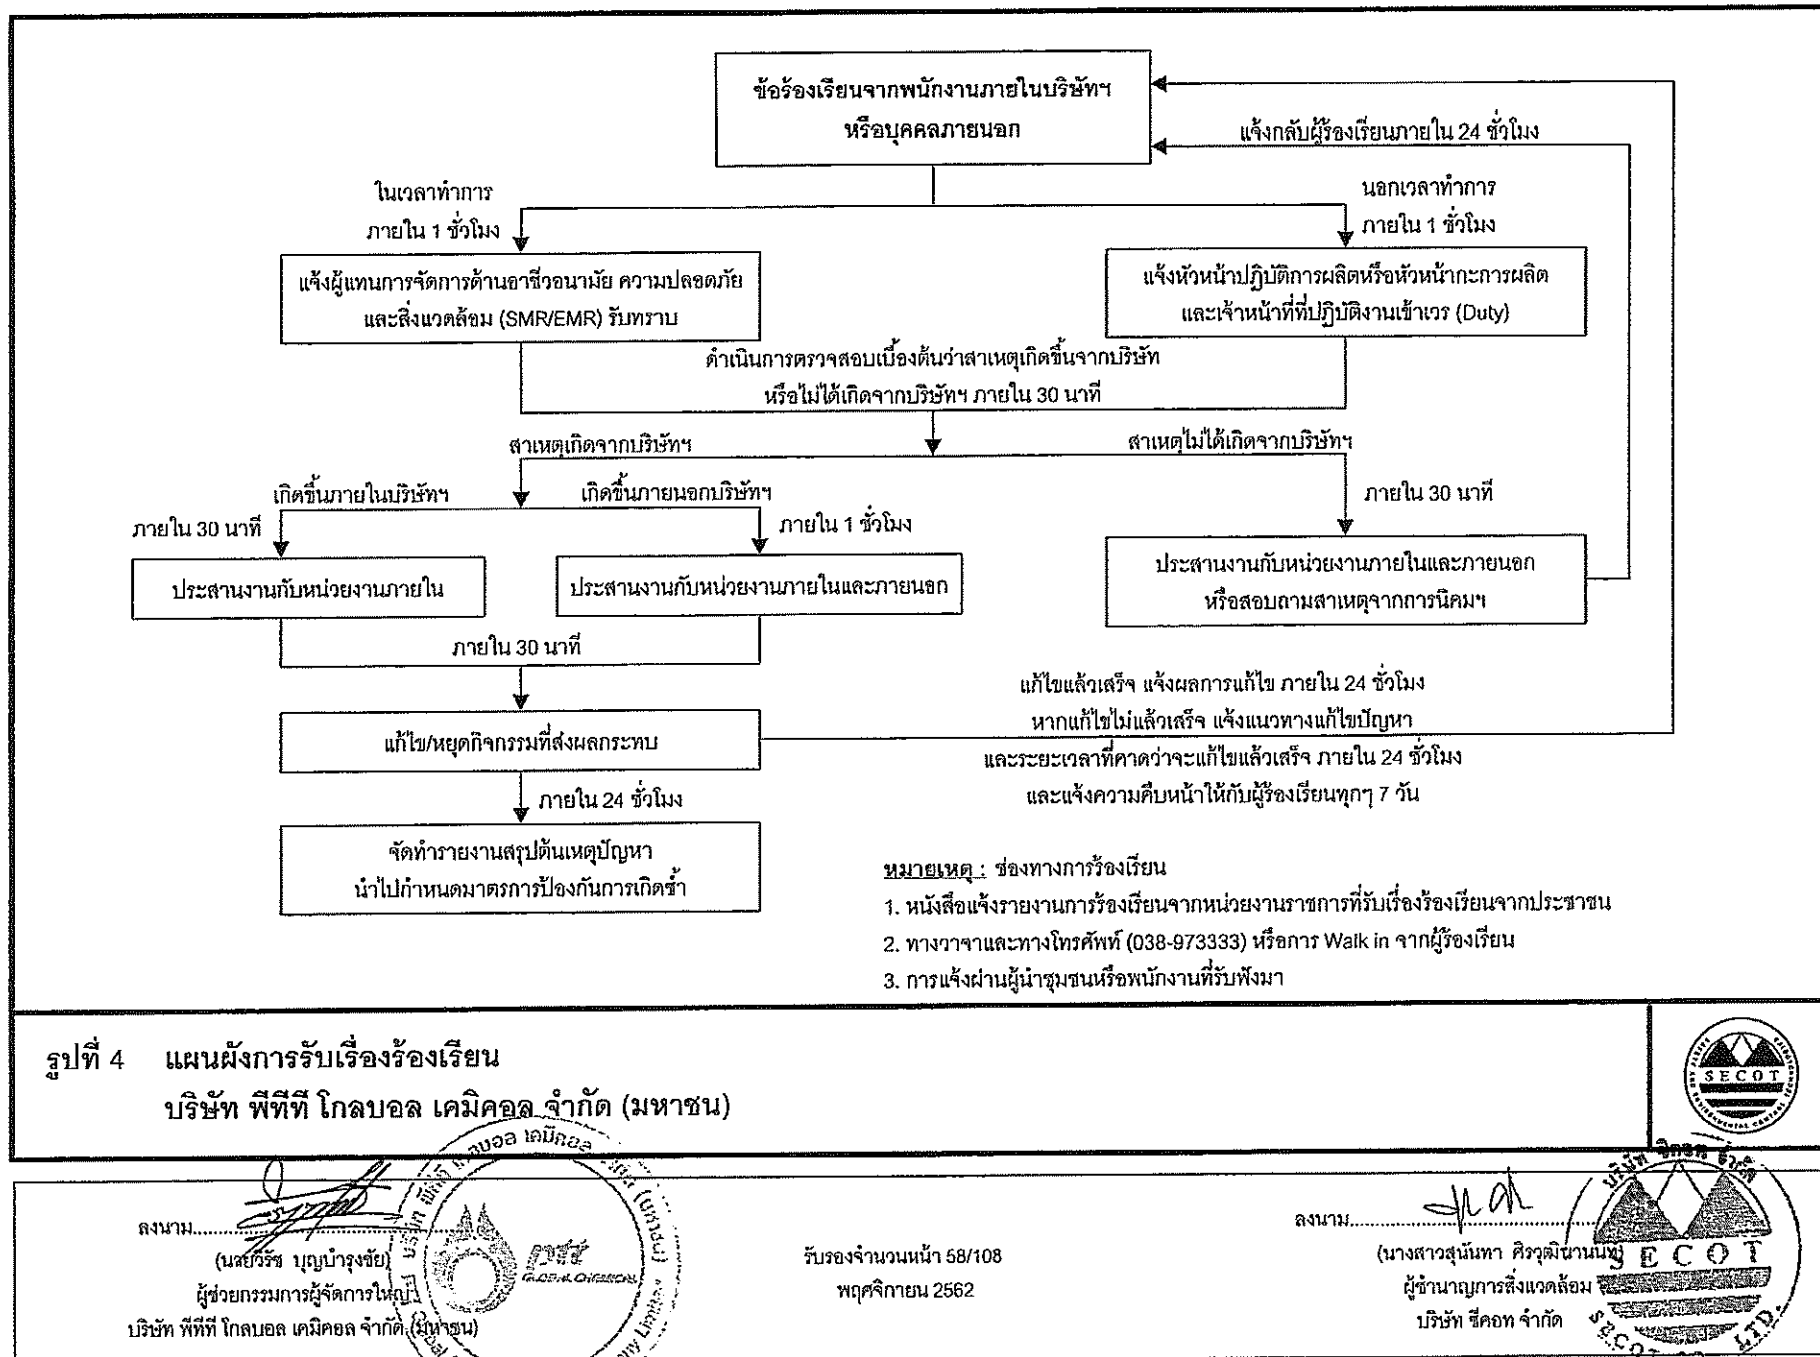 ข้อร้องเรียนจากพนักงานภายในบริษัทฯ
หรือบุคคลภายนอก
แจ้งกลับผู้ร้องเรียนภายใน 24 ชั่วโมง
ในเวลาทำการ
ภายใน 1 ชั่วโมง
นอกเวลาทำการ
ภายใน 1 ชั่วโมง
แจ้งผู้แทนการจัดการด้านอาชีวอนามัย ความปลอดภัย
และสิ่งแวดล้อม (SMR/EMR) รับทราบ
แจ้งหัวหน้าปฏิบัติการผลิตหรือหัวหน้ากะการผลิต
และเจ้าหน้าที่ที่ปฏิบัติงานเข้าเวร (Duty)
ดำเนินการตรวจสอบเบื้องต้นว่าสาเหตุเกิดขึ้นจากบริษัท
หรือไม่ได้เกิดจากบริษัทฯ ภายใน 30 นาที
สาเหตุเกิดจากบริษัทฯ
สาเหตุไม่ได้เกิดจากบริษัทฯ
เกิดขึ้นภายในบริษัทฯ
เกิดขึ้นภายนอกบริษัทฯ
ภายใน 30 นาที
ภายใน 1 ชั่วโมง
ภายใน 30 นาที
ประสานงานกับหน่วยงานภายใน
ประสานงานกับหน่วยงานภายในและภายนอก
ประสานงานกับหน่วยงานภายในและภายนอก
หรือสอบถามสาเหตุจากการนิคมฯ
ภายใน 30 นาที
แก้ไข/หยุดกิจกรรมที่ส่งผลกระทบ
แก้ไขแล้วเสร็จ แจ้งผลการแก้ไข ภายใน 24 ชั่วโมง
หากแก้ไขไม่แล้วเสร็จ แจ้งแนวทางแก้ไขปัญหา
และระยะเวลาที่คาดว่าจะแก้ไขแล้วเสร็จ ภายใน 24 ชั่วโมง
และแจ้งความคืบหน้าให้กับผู้ร้องเรียนทุกๆ 7 วัน
ภายใน 24 ชั่วโมง
จัดทำรายงานสรุปต้นเหตุปัญหา
นำไปกำหนดมาตรการป้องกันการเกิดซ้ำ
หมายเหตุ : ช่องทางการร้องเรียน
1. หนังสือแจ้งรายงานการร้องเรียนจากหน่วยงานราชการที่รับเรื่องร้องเรียนจากประชาชน
2. ทางวาจาและทางโทรศัพท์ (038-973333) หรือการ Walk in จากผู้ร้องเรียน
3. การแจ้งผ่านผู้นำชุมชนหรือพนักงานที่รับฟังมา
รูปที่ 4 แผนผังการรับเรื่องร้องเรียน
บริษัท พีทีที โกลบอล เคมิคอล จำกัด (มหาชน)
SECOT
ลงนาม
(นายวิรัช บุญบำรุงชัย)
ผู้ช่วยกรรมการผู้จัดการใหญ่
บริษัท พีทีที โกลบอล เคมิคอล จำกัด (มหาชน)
รับรองจำนวนหน้า 58/108
พฤศจิกายน 2562
ลงนาม
(นางสาวสุนันทา ศิรวุฒินานนท์)
ผู้ชำนาญการสิ่งแวดล้อม
บริษัท ซีคอท จำกัด
บริษัท ซีคอท จำกัด
SECOT